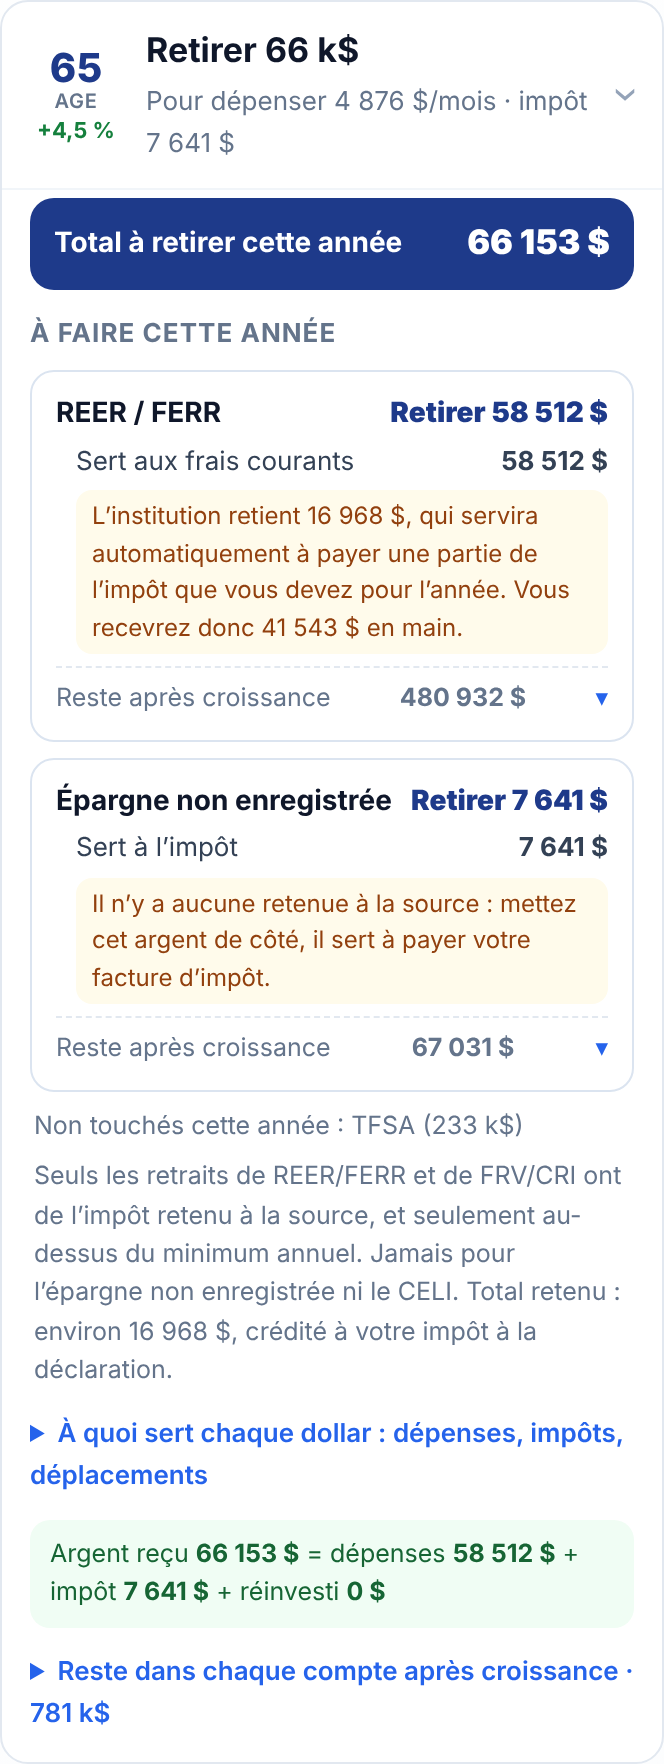 65
AGE
+4,5 %
Retirer 66 k$
Pour dépenser 4 876 $/mois · impôt
7 641 $
Total à retirer cette année 66 153 $
À FAIRE CETTE ANNÉE
REER / FERR Retirer 58 512 $
Sert aux frais courants 58 512 $
L’institution retient 16 968 $, qui servira
automatiquement à payer une partie de
l’impôt que vous devez pour l’année. Vous
recevrez donc 41 543 $ en main.
Reste après croissance 480 932 $ ▼
Épargne non enregistrée Retirer 7 641 $
Sert à l’impôt 7 641 $
Il n’y a aucune retenue à la source : mettez
cet argent de côté, il sert à payer votre
facture d’impôt.
Reste après croissance 67 031 $ ▼
Non touchés cette année : TFSA (233 k$)
Seuls les retraits de REER/FERR et de FRV/CRI ont
de l’impôt retenu à la source, et seulement au-
dessus du minimum annuel. Jamais pour
l’épargne non enregistrée ni le CELI. Total retenu :
environ 16 968 $, crédité à votre impôt à la
déclaration.
▶ À quoi sert chaque dollar : dépenses, impôts,
déplacements
Argent reçu 66 153 $ = dépenses 58 512 $ +
impôt 7 641 $ + réinvesti 0 $
▶ Reste dans chaque compte après croissance ·
781 k$